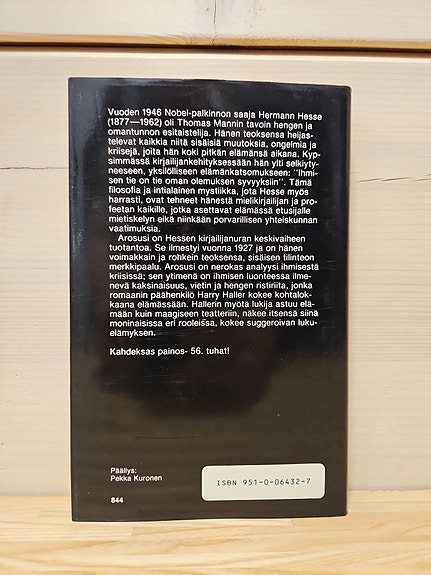 Vuoden 1946 Nobel-palkinnon saaja Hermann Hesse
(1877—1962) oli Thomas Mannin tavoin hengen ja
omantunnon esitaistelija. Hänen teoksensa heijas-
televat kaikkia niitä sisäisiä muutoksia, ongelmia ja
kriisejä, joita hän koki pitkän elämänsä aikana. Kyp-
simmässä kirjailijankehityksessään hän ylti selkiyty-
neeseen, yksilölliseen elämänkatsomukseen: "Ihmi-
sen tie on tie oman olemuksen syvyyksiin". Tämä
filosofia ja intialainen mystiikka, jota Hesse myös
harrasti, ovat tehneet hänestä mielikirjailijan ja pro-
feetan kaikille, jotka asettavat elämässä etusijalle
mietiskelyn eikä niinkään porvarillisen yhteiskunnan
vaatimuksia.
Arosusi on Hessen kirjailijanuran keskivaiheen
tuotantoa. Se ilmestyi vuonna 1927 ja on hänen
voimakkain ja rohkein teoksensa, sisäisen tilinteon
merkkipaalu. Arosusi on nerokas analyysi ihmisestä
kriisissä; sen ytimenä on ihmisen luonteessa ilme-
nevä kaksinaisuus, vietin ja hengen ristiriita, jonka
romaanin päähenkilö Harry Haller kokee kohtalok-
kaana elämässään. Hallerin myötä lukija astuu elä-
mään kuin maagiseen teatteriin, näkee itsensä siinä
moninaisissa eri rooleissa, kokee suggeroivan luku-
elämyksen.
Kahdeksas painos- 56. tuhat!
Päällys:
Pekka Kuronen
844
ISBN 951-0-06432-7